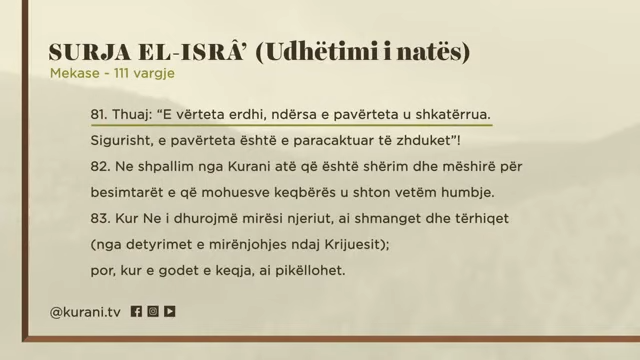 SURJA EL-ISRÂ’ (Udhëtimi i natës)
Mekase - 111 vargje
81. Thuaj: “E vërteta erdhi, ndërsa e pavërteta u shkatërrua.
Sigurisht, e pavërteta është e paracaktuar të zhduket”!
82. Ne shpallim nga Kurani atë që është shërim dhe mëshirë për
besimtarët e që mohuesve keqbërës u shton vetëm humbje.
83. Kur Ne i dhurojmë mirësi njeriut, ai shmanget dhe tërhiqet
(nga detyrimet e mirënjohjes ndaj Krijuesit);
por, kur e godet e keqja, ai pikëllohet.
@kurani.tv